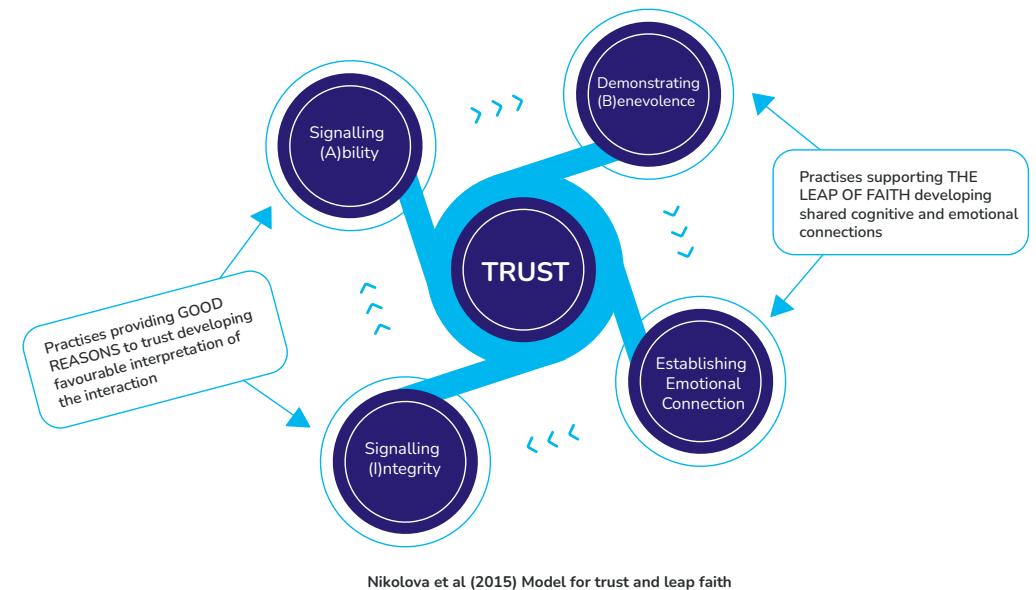 Demonstrating
(B)enevolence
Signalling
(A)bility
Practises supporting THE
LEAP OF FAITH developing
shared cognitive and emotional
connections
TRUST
Practises providing GOOD
REASONS to trust developing
favourable interpretation of
the interaction
Establishing
Emotional
Connection
Signalling
(I)ntegrity
Nikolova et al (2015) Model for trust and leap faith